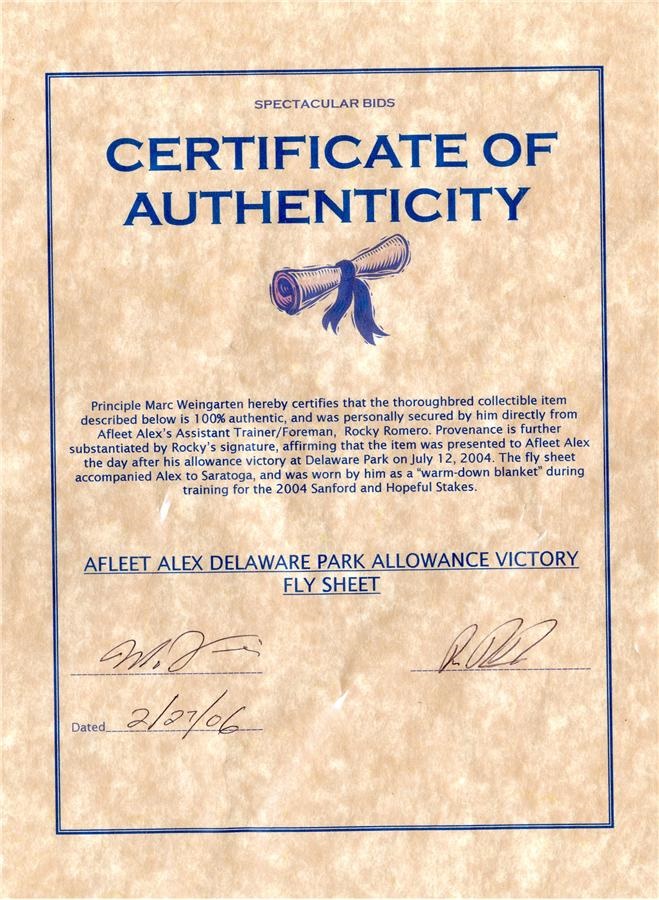 SPECTACULAR BIDS
CERTIFICATE OF
AUTHENTICITY
Principle Marc Weingarten hereby certifies that the thoroughbred collectible item
described below is 100% authentic, and was personally secured by him directly from
Afleet Alex's Assistant Trainer/Foreman, Rocky Romero. Provenance is further
substantiated by Rocky's signature, affirming that the item was presented to Afleet Alex
the day after his allowance victory at Delaware Park on July 12, 2004. The fly sheet
accompanied Alex to Saratoga, and was worn by him as a "warm-down blanket" during
training for the 2004 Sanford and Hopeful Stakes.
AFLEET ALEX DELAWARE PARK ALLOWANCE VICTORY
FLY SHEET
Dated 2/27/06